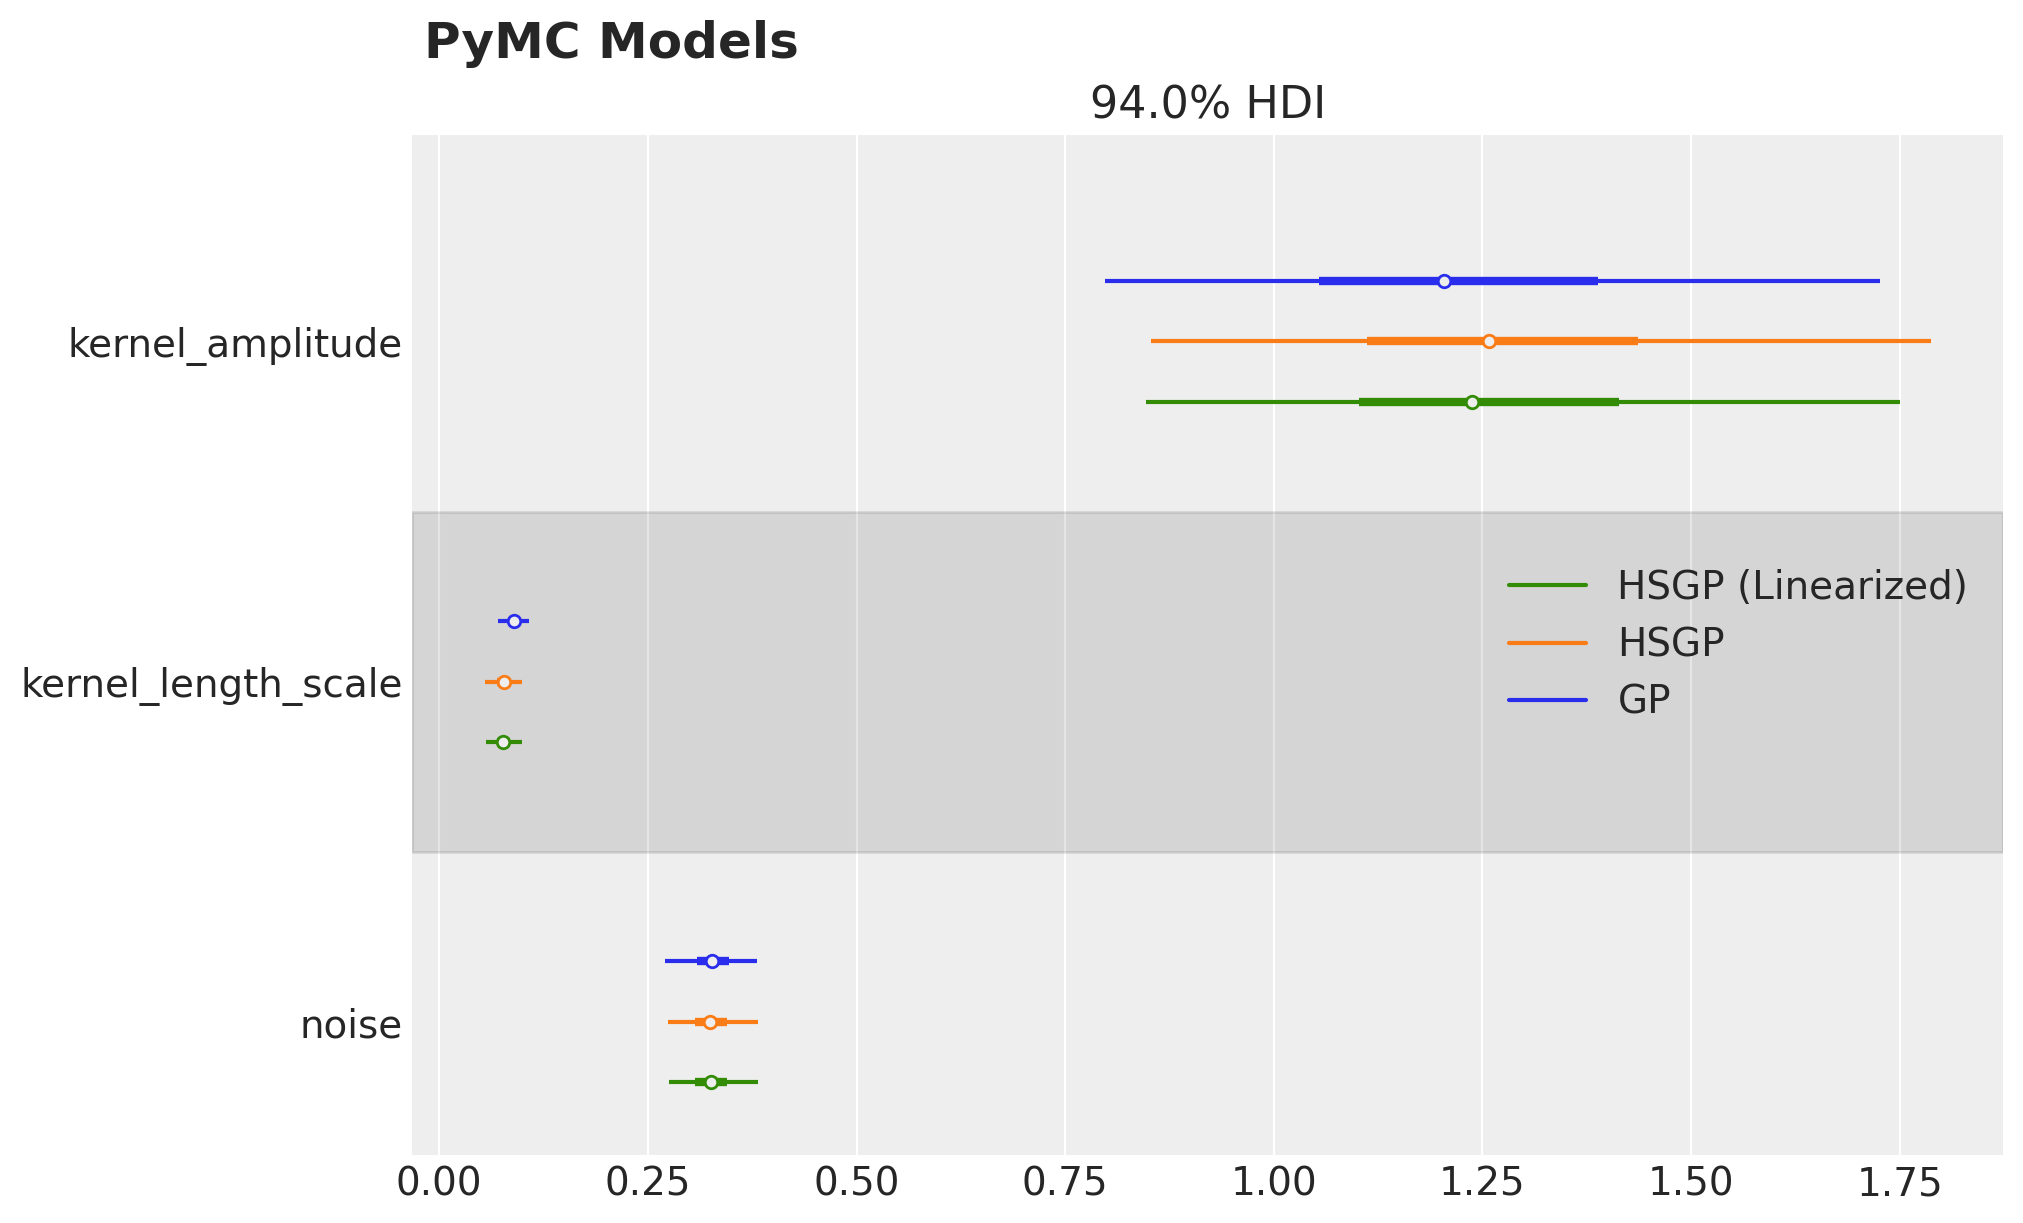 PyMC Models
94.0% HDI
kernel_amplitude
kernel_length_scale
noise
HSGP (Linearized)
HSGP
GP
0.00 0.25 0.50 0.75 1.00 1.25 1.50 1.75